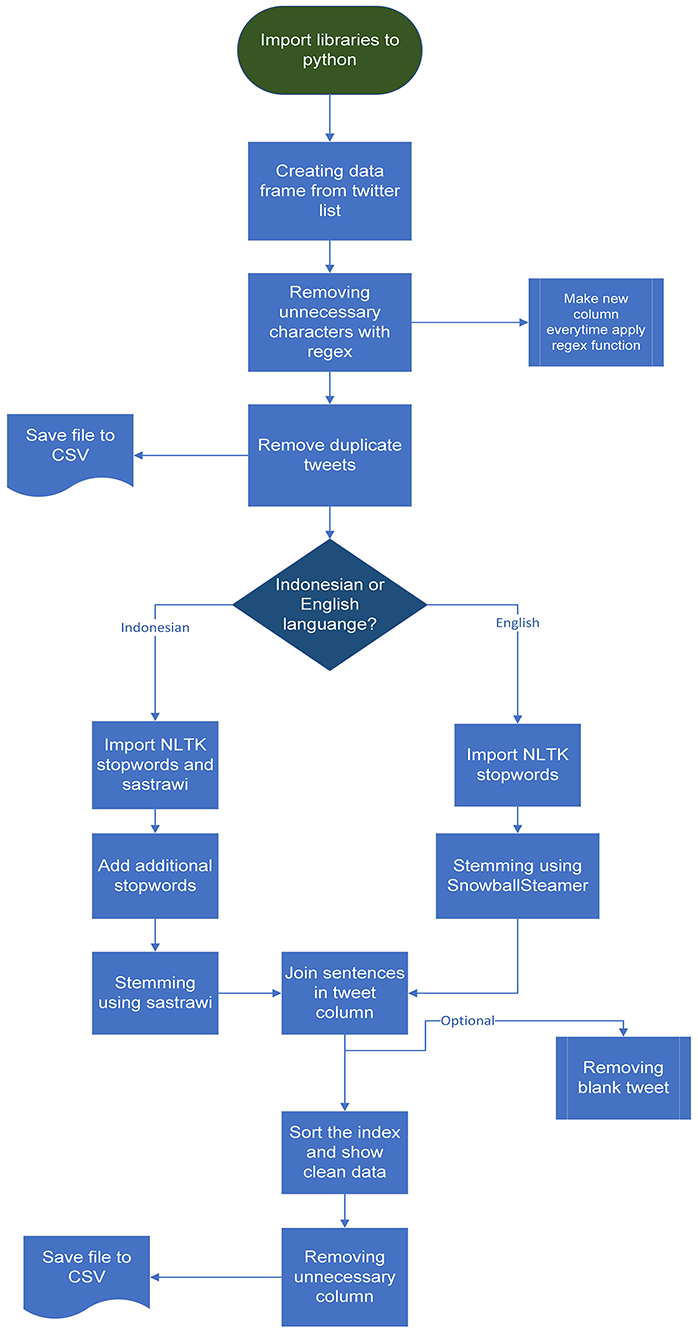 Import libraries to
python
Creating data
frame from twitter
list
Removing
unnecessary
characters with
regex
Make new
column
everytime apply
regex function
Save file to
CSV
Remove duplicate
tweets
Indonesian or
English
languange?
Indonesian
English
Import NLTK
stopwords and
sastrawi
Import NLTK
stopwords
Add additional
stopwords
Stemming using
SnowballSteamer
Stemming
using sastrawi
Join sentences
in tweet
column
Optional
Removing
blank tweet
Sort the index
and show
clean data
Save file to
CSV
Removing
unnecessary
column